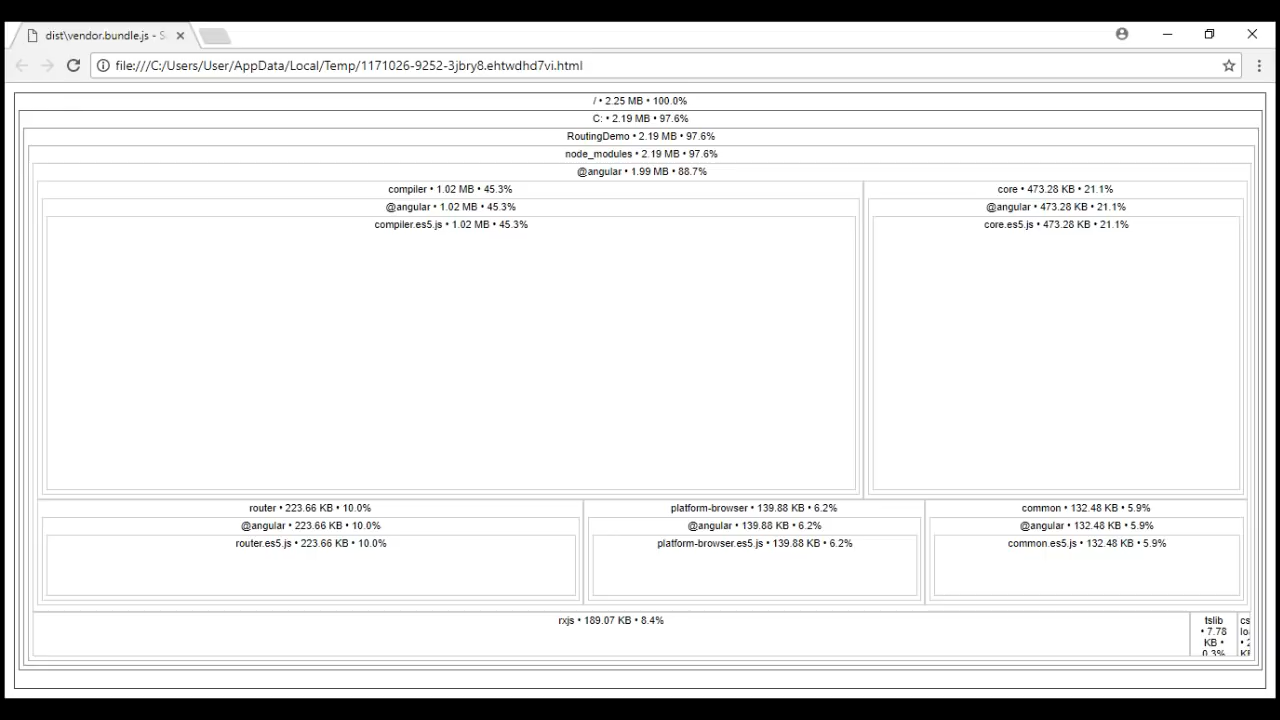 dist\vendor.bundle.js - S
file:///C:/Users/User/AppData/Local/Temp/1171026-9252-3jbry8.ehtwdhd7vi.html
/ • 2.25 MB • 100.0%
C: • 2.19 MB • 97.6%
RoutingDemo • 2.19 MB • 97.6%
node_modules • 2.19 MB • 97.6%
@angular • 1.99 MB • 88.7%
compiler • 1.02 MB • 45.3%
@angular • 1.02 MB • 45.3%
compiler.es5.js • 1.02 MB • 45.3%
core • 473.28 KB • 21.1%
@angular • 473.28 KB • 21.1%
core.es5.js • 473.28 KB • 21.1%
router • 223.66 KB • 10.0%
@angular • 223.66 KB • 10.0%
router.es5.js • 223.66 KB • 10.0%
platform-browser • 139.88 KB • 6.2%
@angular • 139.88 KB • 6.2%
platform-browser.es5.js • 139.88 KB • 6.2%
common • 132.48 KB • 5.9%
@angular • 132.48 KB • 5.9%
common.es5.js • 132.48 KB • 5.9%
rxjs • 189.07 KB • 8.4%
tslib
• 7.78
KB •
0.3%